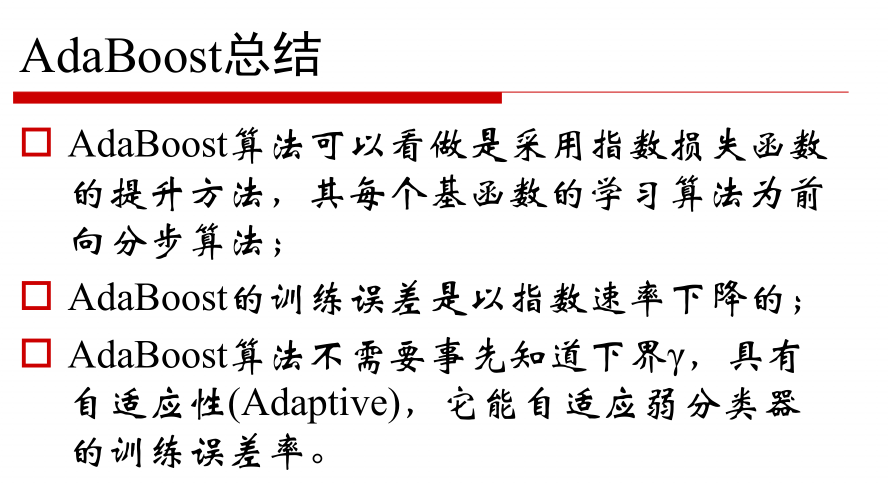 AdaBoost总结
AdaBoost算法可以看做是采用指数损失函数
的提升方法，其每个基函数的学习算法为前
向分步算法；
AdaBoost的训练误差是以指数速率下降的；
AdaBoost算法不需要事先知道下界γ，具有
自适应性(Adaptive)，它能自适应弱分类器
的训练误差率。